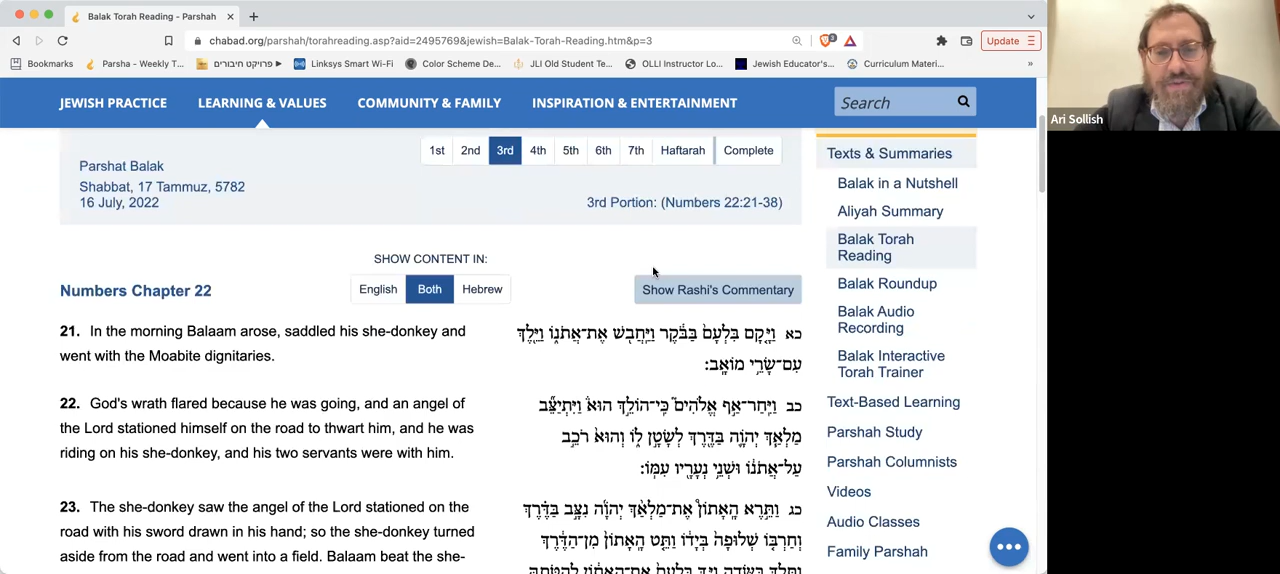 Balak Torah Reading - Parshah
chabad.org/parshah/torahreading.asp?aid=2495769&jewish=Balak-Torah-Reading.htm&p=3
3
Update
Bookmarks
Parsha - Weekly T...
פרויקט חיבורים
Linksys Smart Wi-Fi
Color Scheme De...
JLI Old Student Te...
OLLI Instructor Lo...
Jewish Educator's...
Curriculum Materi...
»
JEWISH PRACTICE LEARNING & VALUES COMMUNITY & FAMILY INSPIRATION & ENTERTAINMENT
Search
1st 2nd 3rd 4th 5th 6th 7th Haftarah Complete
Parshat Balak
Shabbat, 17 Tammuz, 5782
16 July, 2022
3rd Portion: (Numbers 22:21-38)
SHOW CONTENT IN:
English Both Hebrew
Show Rashi's Commentary
Numbers Chapter 22
21. In the morning Balaam arose, saddled his she-donkey and
went with the Moabite dignitaries.
כא וַיָּ֤קָם בִּלְעָם֙ בַּבֹּ֔קֶר וַיַּֽחֲבֹ֖שׁ אֶת־אֲתֹנ֑וֹ וַיֵּ֖לֶךְ
עִם־שָׂרֵ֥י מוֹאָֽב:
22. God's wrath flared because he was going, and an angel of
the Lord stationed himself on the road to thwart him, and he was
riding on his she-donkey, and his two servants were with him.
כב וַיִּֽחַר־אַ֣ף אֱלֹהִים֮ כִּֽי־הוֹלֵ֣ךְ הוּא֒ וַיִּתְיַצֵּ֞ב
מַלְאַ֧ךְ יְהֹוָ֛ה בַּדֶּ֖רֶךְ לְשָׂטָ֣ן ל֑וֹ וְהוּא֙ רֹכֵ֣ב
עַל־אֲתֹנ֔וֹ וּשְׁנֵ֥י נְעָרָ֖יו עִמּֽוֹ:
23. The she-donkey saw the angel of the Lord stationed on the
road with his sword drawn in his hand; so the she-donkey turned
aside from the road and went into a field. Balaam beat the she-
כג וַתֵּ֣רֶא הָֽאָתוֹן֩ אֶת־מַלְאַ֨ךְ יְהֹוָ֜ה נִצָּ֣ב בַּדֶּ֗רֶךְ
וְחַרְבּ֤וֹ שְׁלוּפָה֙ בְּיָד֔וֹ וַתֵּ֤ט הָֽאָתוֹן֙ מִן־הַדֶּ֔רֶךְ
וַתֵּ֖לֶךְ בַּשָּׂדֶ֑ה וַיַּ֤ךְ בִּלְעָם֙ אֶת־הָ֣אָת֔וֹן לְהַטֹּתָ֖הּ
Texts & Summaries
Balak in a Nutshell
Aliyah Summary
Balak Torah
Reading
Balak Roundup
Balak Audio
Recording
Balak Interactive
Torah Trainer
Text-Based Learning
Parshah Study
Parshah Columnists
Videos
Audio Classes
Family Parshah
Ari Sollish